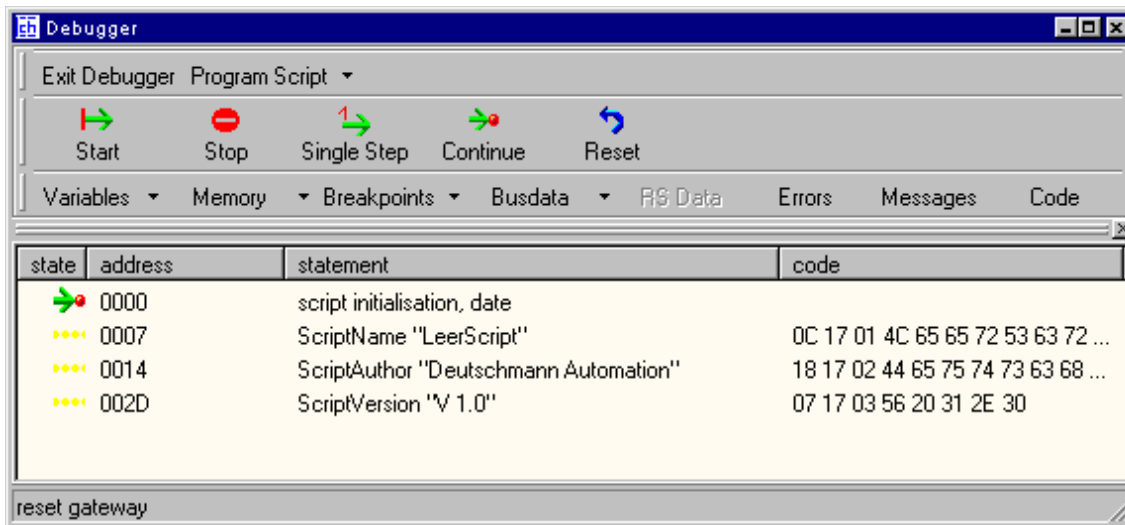 Debugger
Exit Debugger Program Script
Start Stop 1 Single Step Continue Reset
Variables Memory Breakpoints Busdata RS Data Errors Messages Code
state address statement code
0000 script initialisation, date
0007 ScriptName "LeerScript" 0C 17 01 4C 65 65 72 53 63 72 ...
0014 ScriptAuthor "Deutschmann Automation" 18 17 02 44 65 75 74 73 63 68 ...
002D ScriptVersion "V 1.0" 07 17 03 56 20 31 2E 30
reset gateway